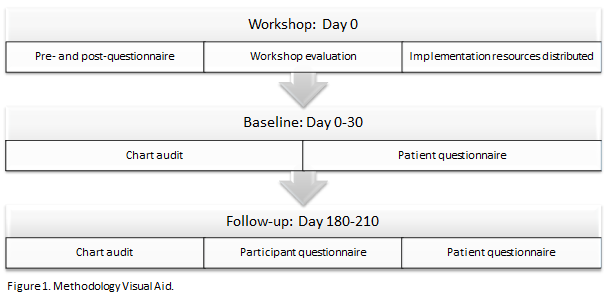 Workshop: Day 0
Pre- and post-questionnaire
Workshop evaluation
Implementation resources distributed
Baseline: Day 0-30
Chart audit
Patient questionnaire
Follow-up: Day 180-210
Chart audit
Participant questionnaire
Patient questionnaire
Figure 1. Methodology Visual Aid.